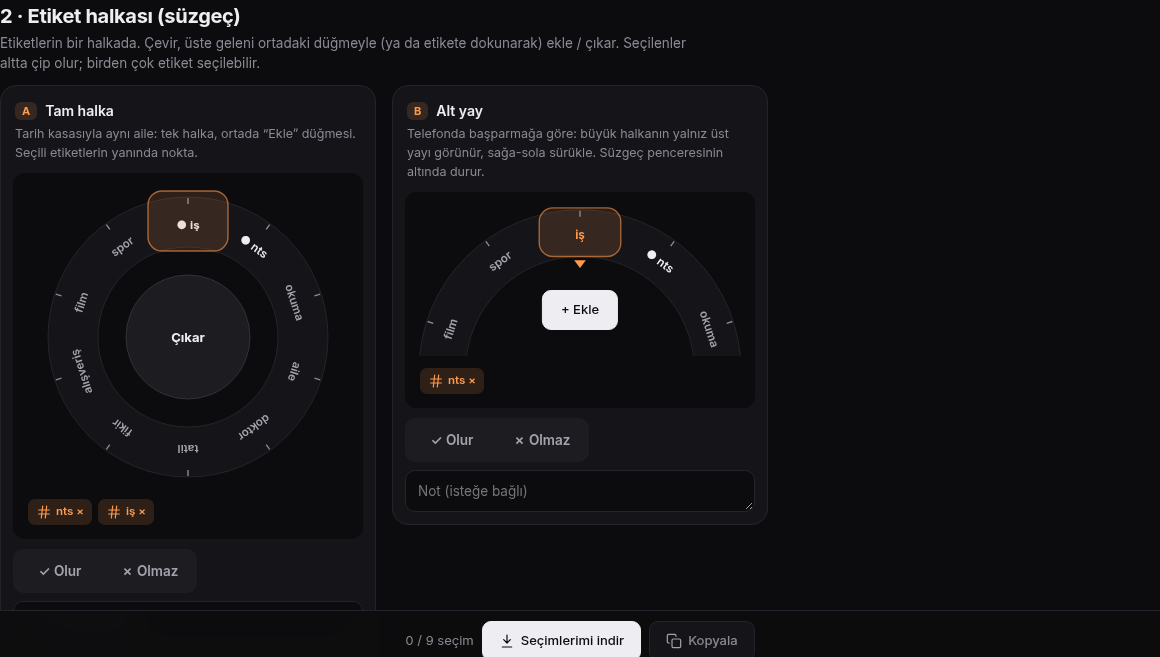 2 · Etiket halkası (süzgeç)
Etiketlerin bir halkada. Çevir, üste geleni ortadaki düğmeyle (ya da etikete dokunarak) ekle / çıkar. Seçilenler
altta çip olur; birden çok etiket seçilebilir.
A Tam halka
Tarih kasasıyla aynı aile: tek halka, ortada “Ekle” düğmesi.
Seçili etiketlerin yanında nokta.
iş
nts
okuma
aile
doktor
tatil
fikir
alışveriş
film
spor
Çıkar
# nts ×
# iş ×
✓ Olur
× Olmaz
B Alt yay
Telefonda başparmağa göre: büyük halkanın yalnız üst
yayı görünür, sağa-sola sürükle. Süzgeç penceresinin
altında durur.
film
spor
iş
nts
okuma
+ Ekle
# nts ×
✓ Olur
× Olmaz
Not (isteğe bağlı)
0 / 9 seçim
Seçimlerimi indir
Kopyala